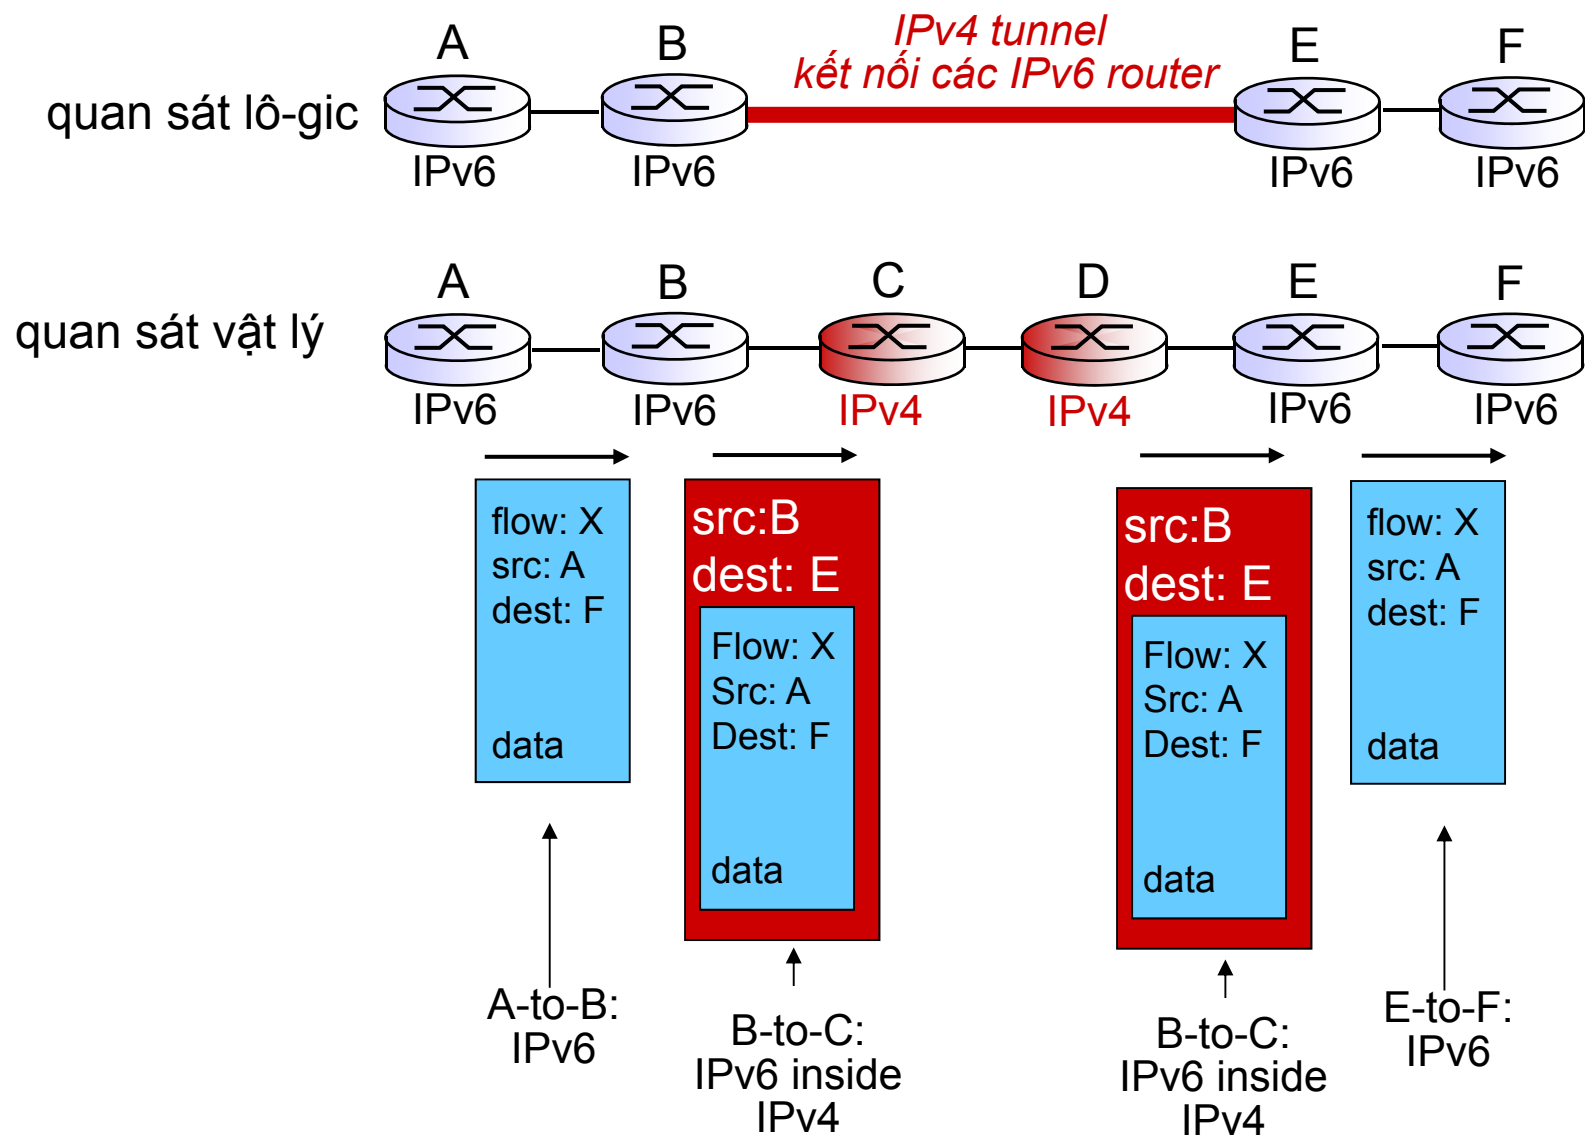 IPv4 tunnel
kết nối các IPv6 router
A
B
E
F
quan sát lô-gic
IPv6
IPv6
IPv6
IPv6
A
B
C
D
E
F
quan sát vật lý
IPv6
IPv6
IPv4
IPv4
IPv6
IPv6
flow: X
src: A
dest: F
data
src:B
dest: E
Flow: X
Src: A
Dest: F
data
src:B
dest: E
Flow: X
Src: A
Dest: F
data
flow: X
src: A
dest: F
data
A-to-B:
IPv6
B-to-C:
IPv6 inside
IPv4
B-to-C:
IPv6 inside
IPv4
E-to-F:
IPv6